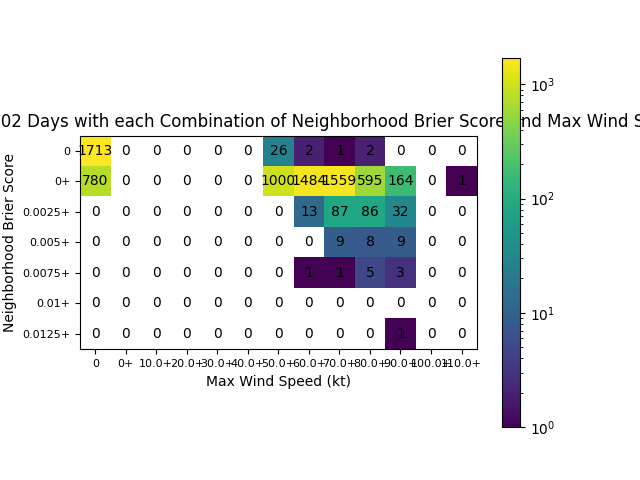 02 Days with each Combination of Neighborhood Brier Score and Max Wind S
10³
10²
10¹
10⁰
Neighborhood Brier Score
0 1713 0 0 0 0 0 26 2 1 2 0 0 0
0+ 780 0 0 0 0 0 1000 1484 1559 595 164 0 1
0.0025+ 0 0 0 0 0 0 0 13 87 86 32 0 0
0.005+ 0 0 0 0 0 0 0 0 9 8 9 0 0
0.0075+ 0 0 0 0 0 0 0 1 1 5 3 0 0
0.01+ 0 0 0 0 0 0 0 0 0 0 0 0 0
0.0125+ 0 0 0 0 0 0 0 0 0 0 1 0 0
0 0+ 10.0+ 20.0+ 30.0+ 40.0+ 50.0+ 60.0+ 70.0+ 80.0+ 90.0+ 100.0+ 110.0+
Max Wind Speed (kt)